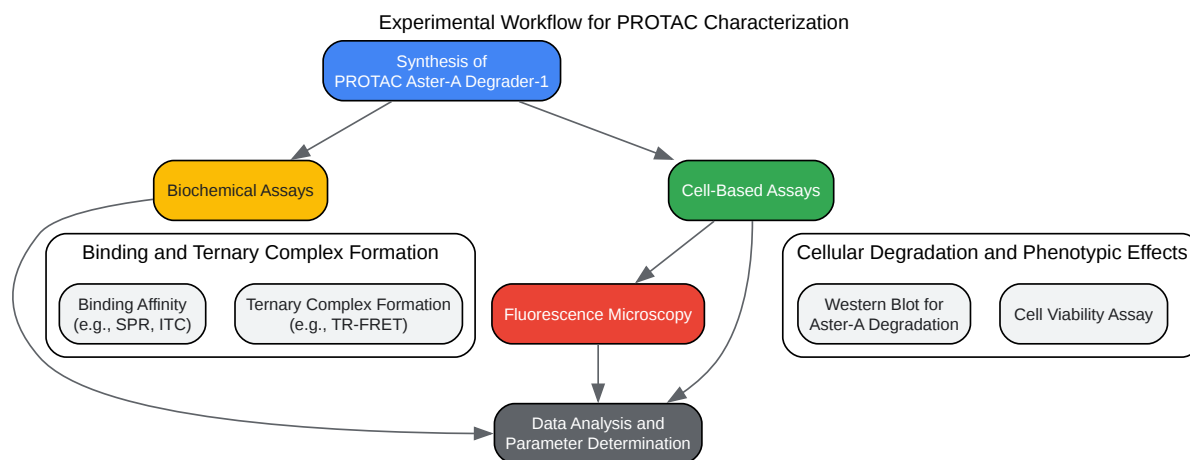 Experimental Workflow for PROTAC Characterization
Synthesis of
PROTAC Aster-A Degrader-1
Biochemical Assays
Cell-Based Assays
Binding and Ternary Complex Formation
Binding Affinity
(e.g., SPR, ITC)
Ternary Complex Formation
(e.g., TR-FRET)
Fluorescence Microscopy
Cellular Degradation and Phenotypic Effects
Western Blot for
Aster-A Degradation
Cell Viability Assay
Data Analysis and
Parameter Determination